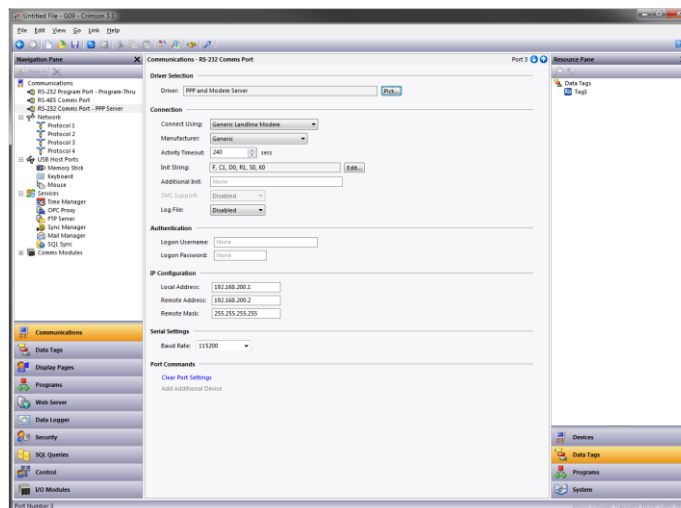 Untitled File - G09 - Crimson 3.1
File Edit View Go Link Help
Navigation Pane
Communications
RS-232 Program Port - Program-Thru
RS-485 Comms Port
RS-232 Comms Port - PPP Server
Network
Protocol 1
Protocol 2
Protocol 3
Protocol 4
USB Host Ports
Memory Stick
Keyboard
Mouse
Services
Time Manager
OPC Proxy
FTP Server
Sync Manager
Mail Manager
SQL Sync
Comms Modules
Communications
Data Tags
Display Pages
Programs
Web Server
Data Logger
Security
SQL Queries
Control
I/O Modules
Communications - RS-232 Comms Port
Port 3
Driver Selection
Driver: PPP and Modem Server Pick...
Connection
Connect Using: Generic Landline Modem
Manufacturer: Generic
Activity Timeout: 240 secs
Init String: F, C1, D0, R1, S0, K0 Edit...
Additional Init: None
SMS Support: Disabled
Log File: Disabled
Authentication
Logon Username: None
Logon Password: None
IP Configuration
Local Address: 192.168.200.1
Remote Address: 192.168.200.2
Remote Mask: 255.255.255.255
Serial Settings
Baud Rate: 115200
Port Commands
Clear Port Settings
Add Additional Device
Resource Pane
Data Tags
Tag1
Devices
Data Tags
Programs
System
Port Number 3